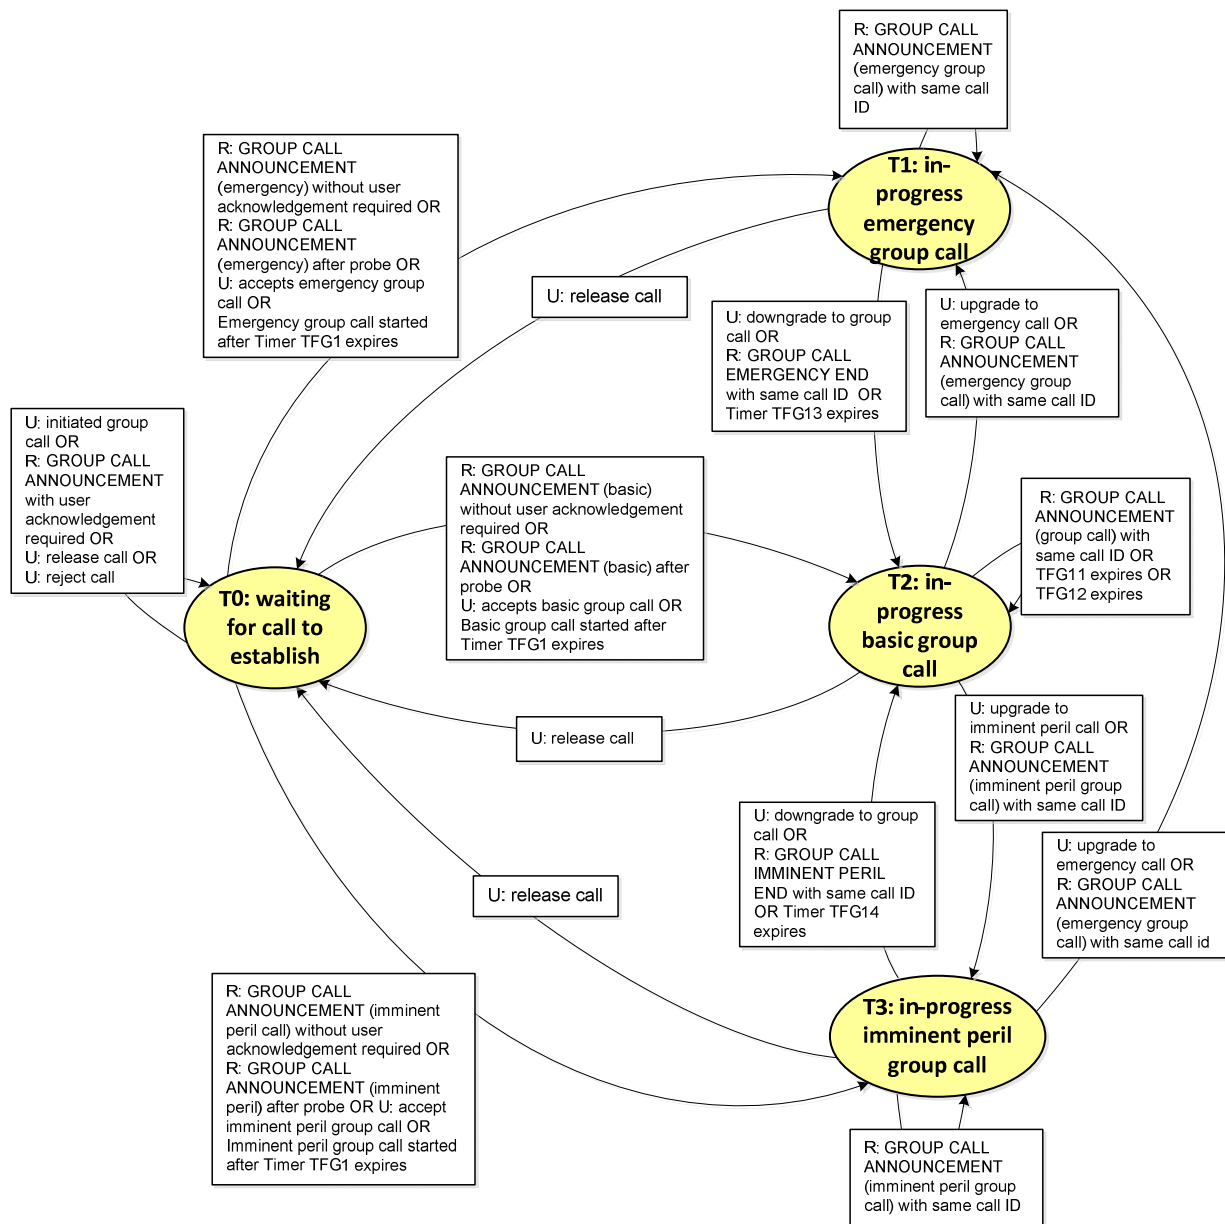 R: GROUP CALL
ANNOUNCEMENT
(emergency group
call) with same call
ID
R: GROUP CALL
ANNOUNCEMENT
(emergency) without user
acknowledgement required OR
R: GROUP CALL
ANNOUNCEMENT
(emergency) after probe OR
U: accepts emergency group
call OR
Emergency group call started
after Timer TFG1 expires
T1: in-
progress
emergency
group call
U: release call
U: downgrade to group
call OR
R: GROUP CALL
EMERGENCY END
with same call ID OR
Timer TFG13 expires
U: upgrade to
emergency call OR
R: GROUP CALL
ANNOUNCEMENT
(emergency group
call) with same call ID
U: initiated group
call OR
R: GROUP CALL
ANNOUNCEMENT
with user
acknowledgement
required OR
U: release call OR
U: reject call
R: GROUP CALL
ANNOUNCEMENT (basic)
without user acknowledgement
required OR
R: GROUP CALL
ANNOUNCEMENT (basic) after
probe OR
U: accepts basic group call OR
Basic group call started after
Timer TFG1 expires
R: GROUP CALL
ANNOUNCEMENT
(group call) with
same call ID OR
TFG11 expires OR
TFG12 expires
T0: waiting
for call to
establish
T2: in-
progress
basic group
call
U: release call
U: upgrade to
imminent peril call OR
R: GROUP CALL
ANNOUNCEMENT
(imminent peril group
call) with same call ID
U: downgrade to group
call OR
R: GROUP CALL
IMMINENT PERIL
END with same call ID
OR Timer TFG14
expires
U: upgrade to
emergency call OR
R: GROUP CALL
ANNOUNCEMENT
(emergency group
call) with same call id
U: release call
R: GROUP CALL
ANNOUNCEMENT (imminent
peril call) without user
acknowledgement required OR
R: GROUP CALL
ANNOUNCEMENT (imminent
peril) after probe OR U: accept
imminent peril group call OR
Imminent peril group call started
after Timer TFG1 expires
T3: in-progress
imminent peril
group call
R: GROUP CALL
ANNOUNCEMENT
(imminent peril group
call) with same call ID